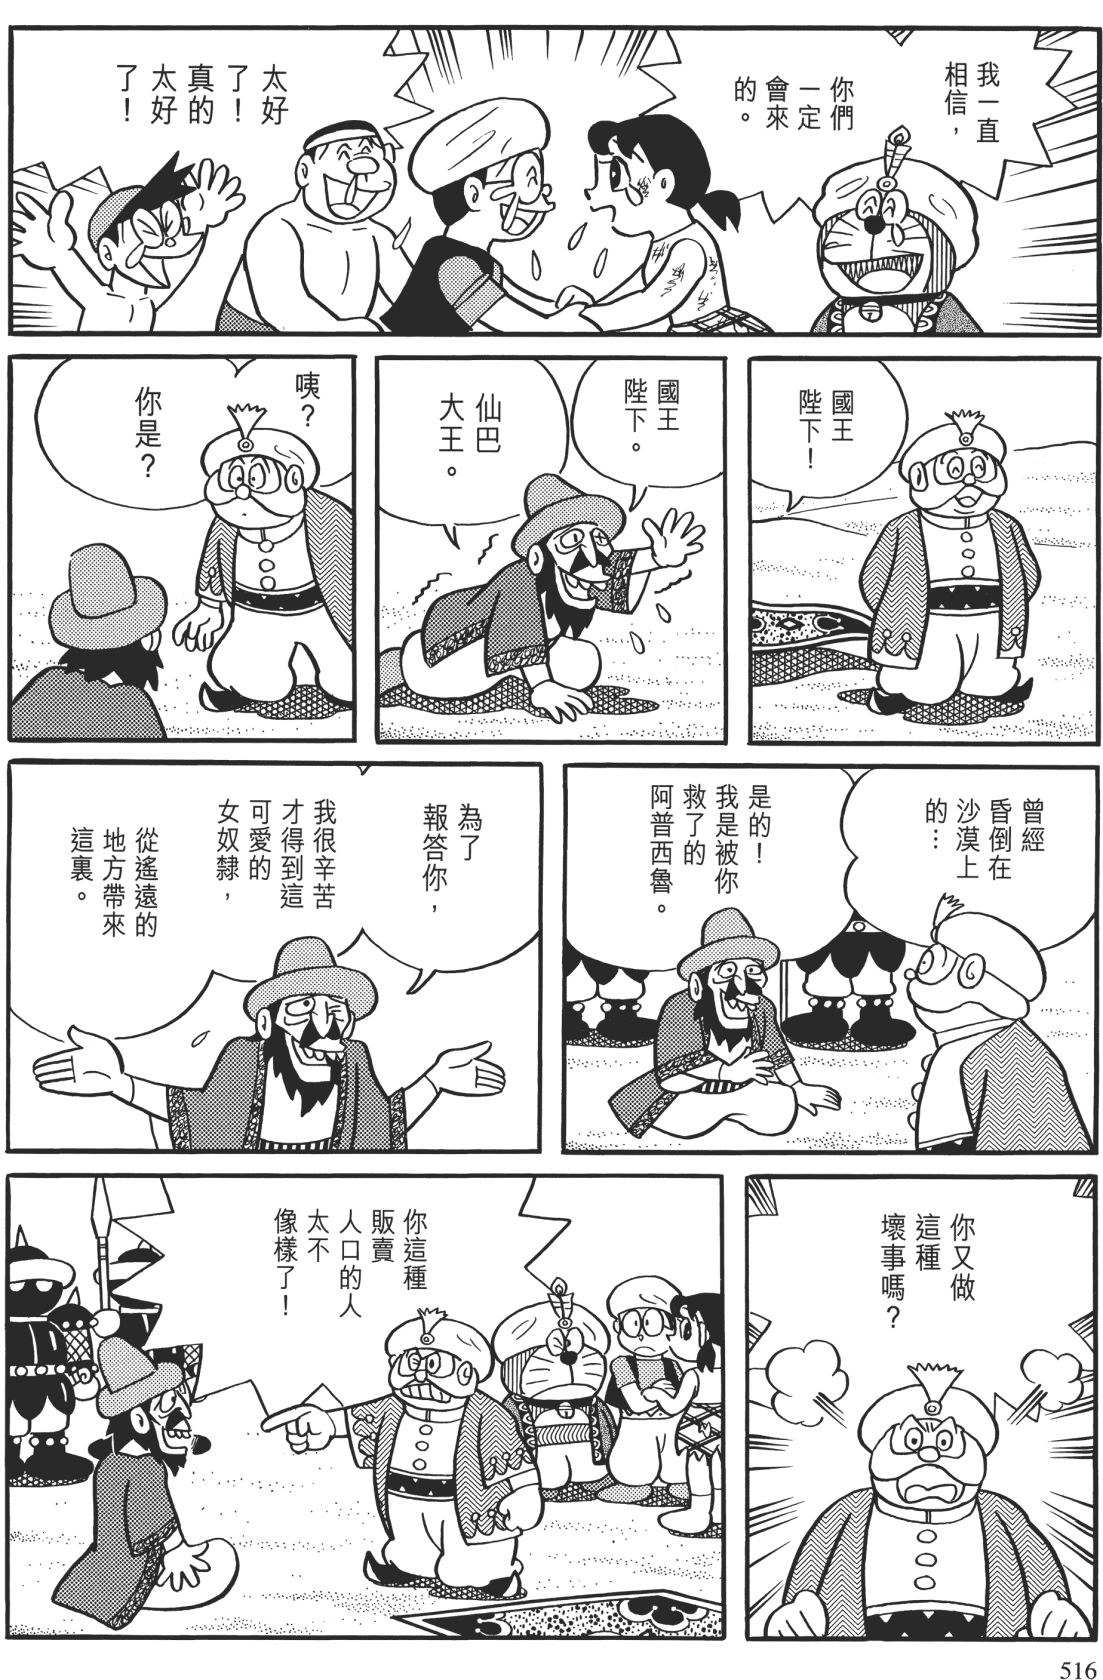 我一直
相信，
你們
一定
會來
的。
太好
了！
真的
太好
了！
國王
陛下！
國王
陛下。
仙巴
大王。
咦？
你是？
曾經
昏倒在
沙漠上
的…
是的！
我是被你
救了的
阿普西魯。
為了
報答你，
我很辛苦
才得到這
可愛的
女奴隸，
從遙遠的
地方帶來
這裏。
你又做
這種
壞事嗎？
你這種
販賣
人口的人
太不
像樣了！
516